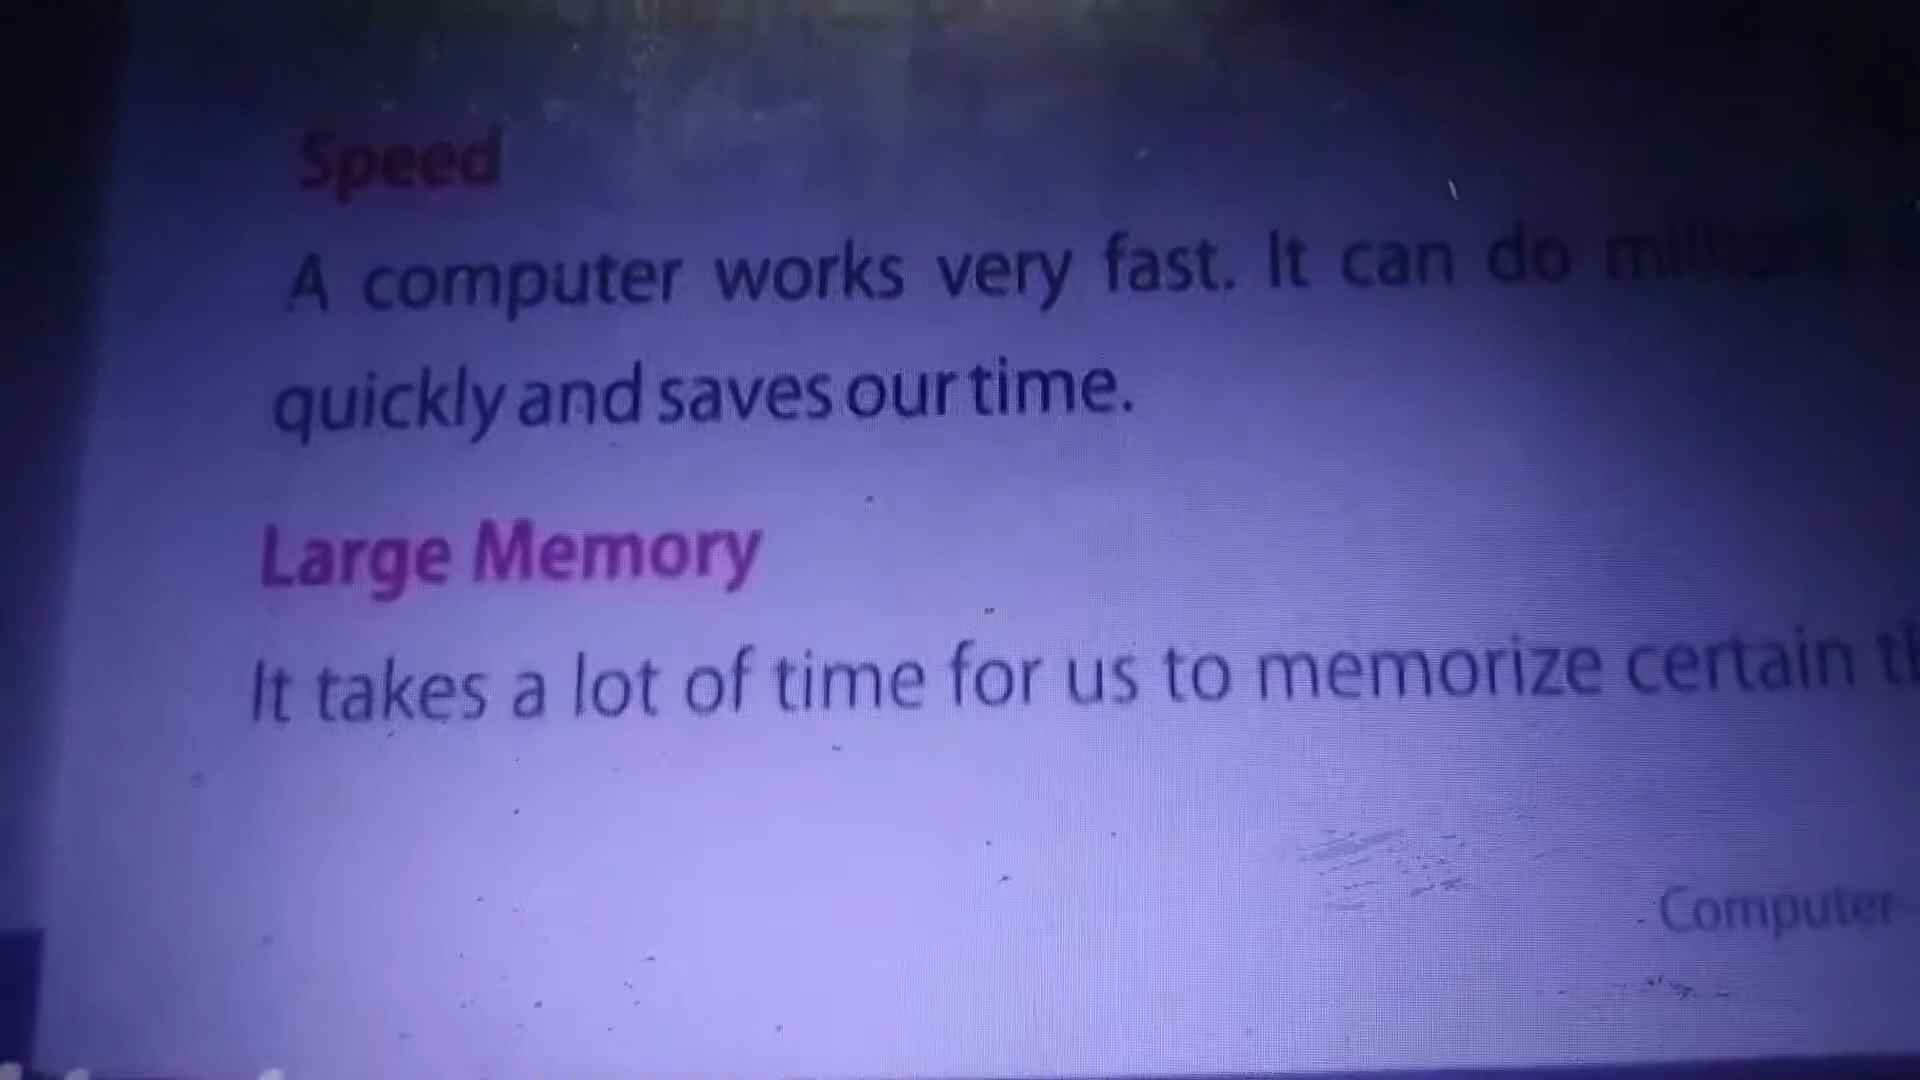 Speed
A computer works very fast. It can do
quickly and saves our time.
Large Memory
It takes a lot of time for us to memorize certain
Computer